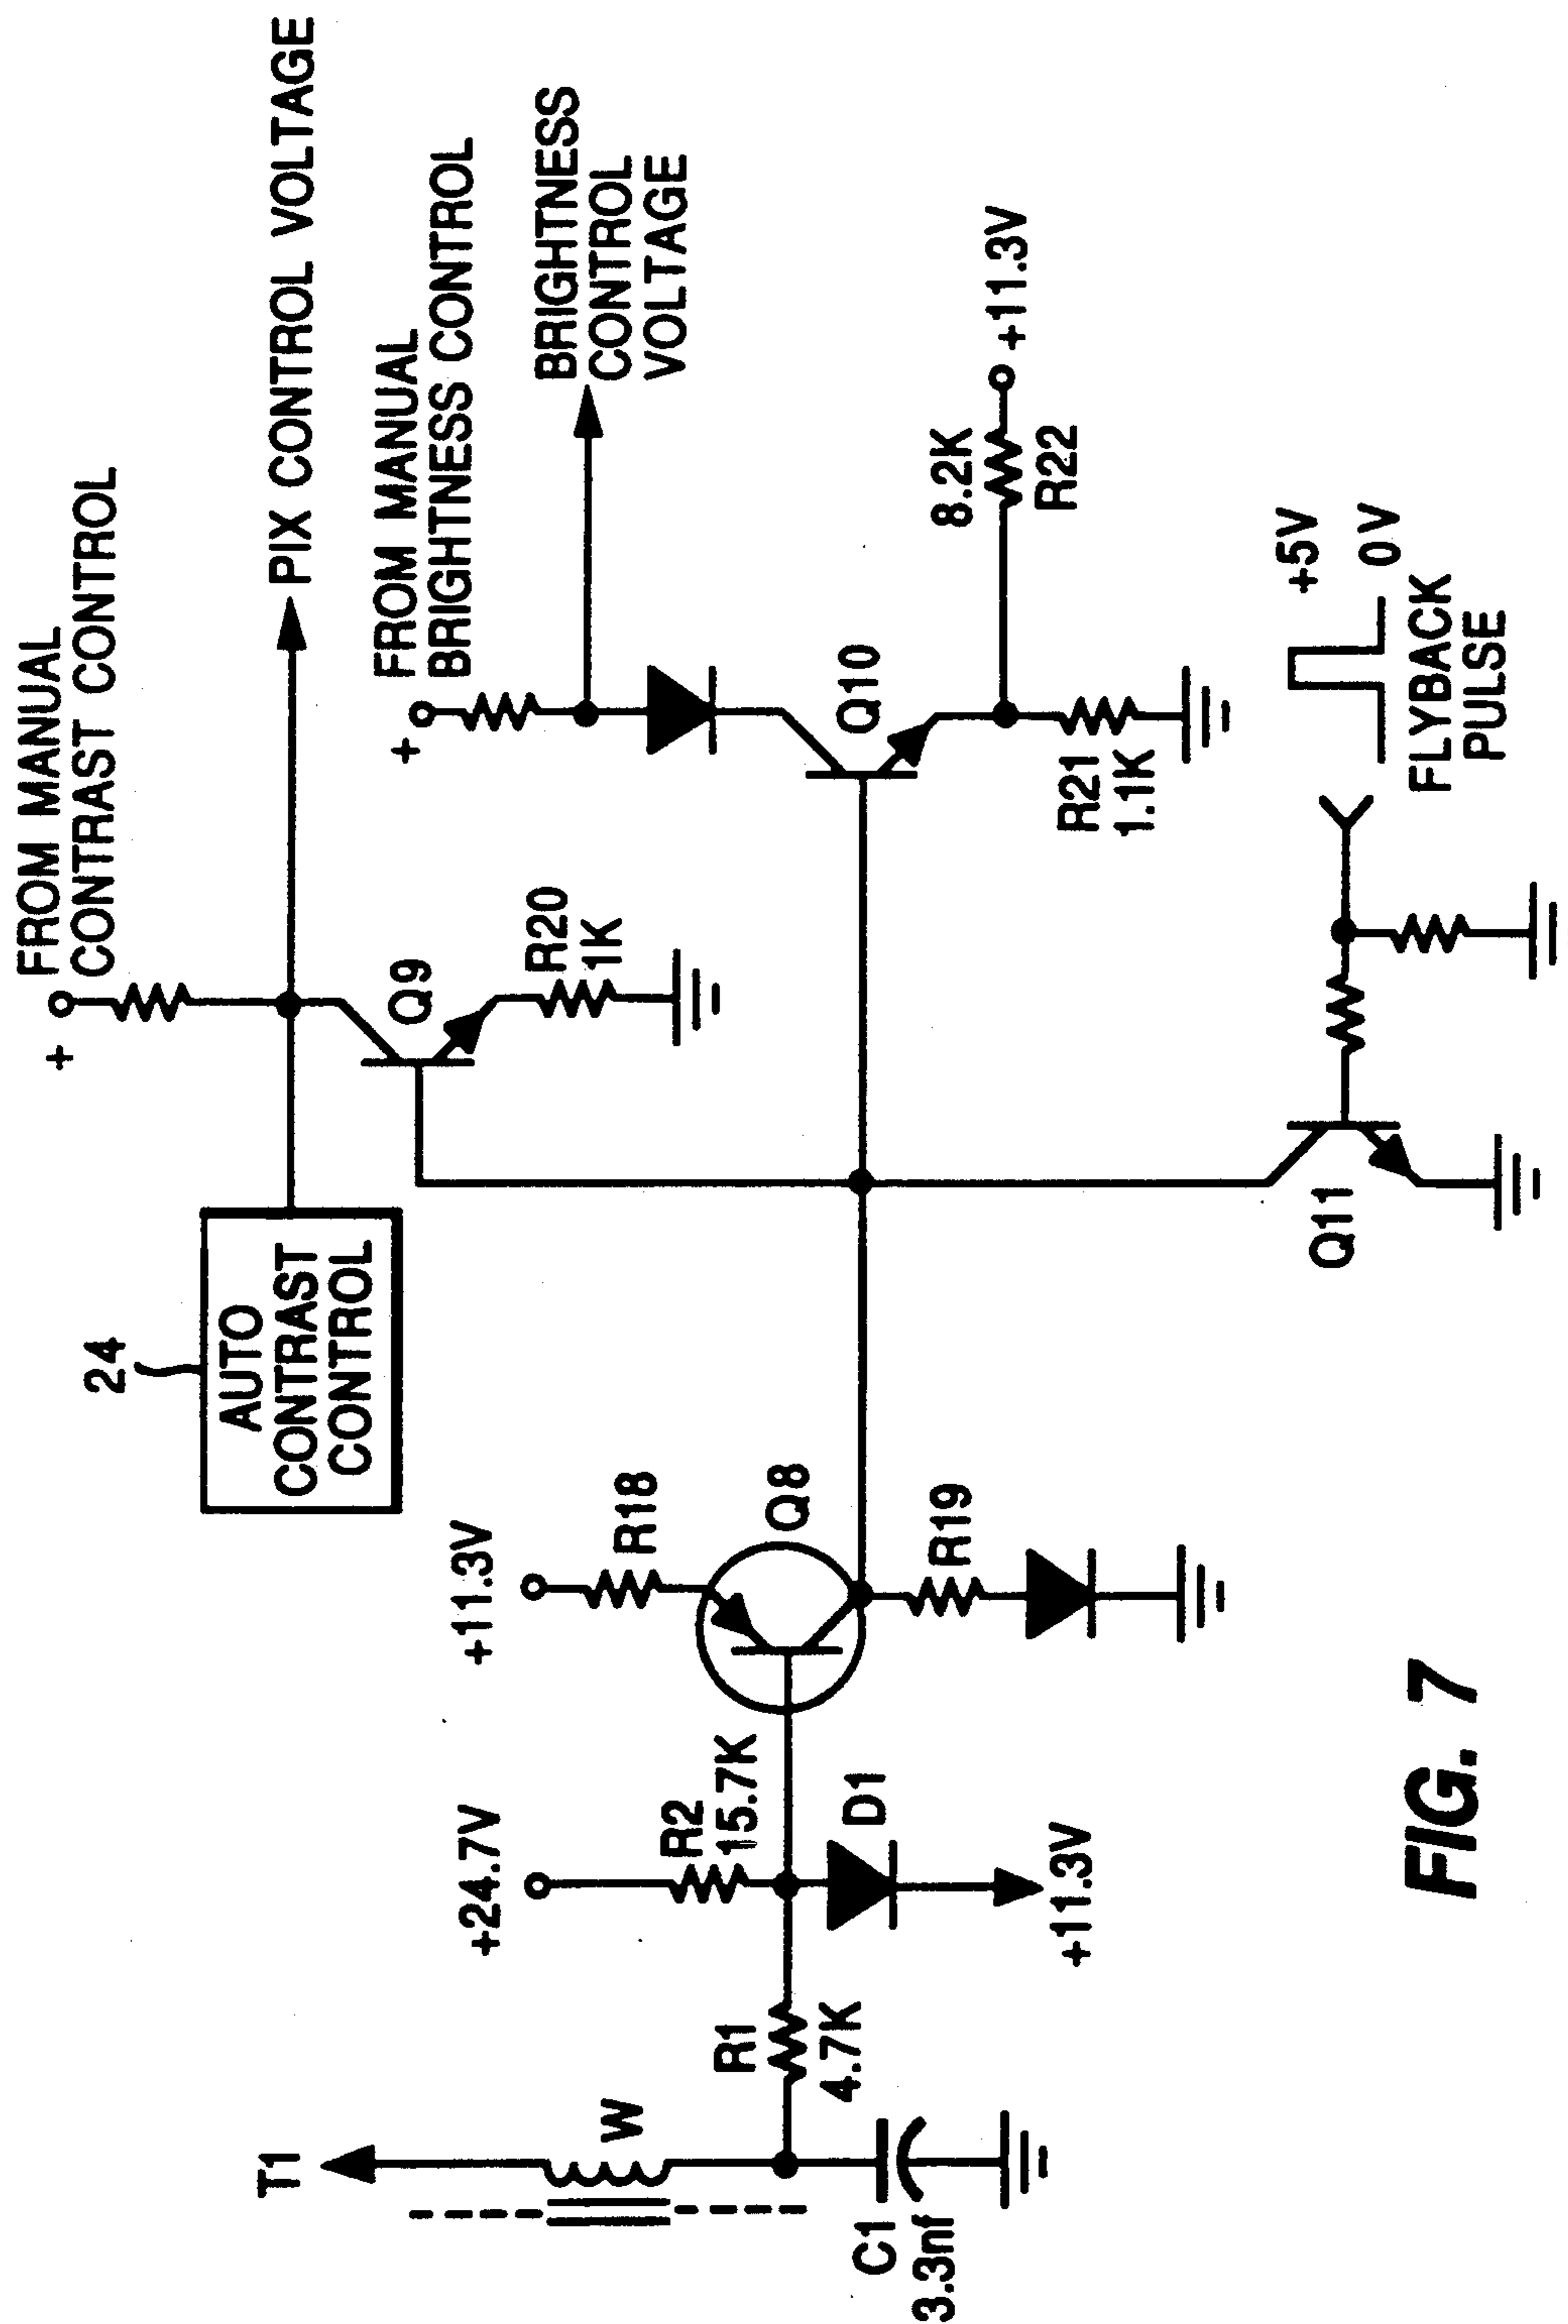 FROM MANUAL
CONTRAST CONTROL
+
24
AUTO
CONTRAST
CONTROL
PIX CONTROL VOLTAGE
FROM MANUAL
BRIGHTNESS CONTROL
+
BRIGHTNESS
CONTROL
VOLTAGE
T1
W
C1
3.3nf
R1
4.7K
+24.7V
R2
15.7K
D1
+11.3V
+11.3V
R18
Q8
R19
Q9
R20
1K
Q10
8.2K
R22
+11.3V
R21
1.1K
Q11
+5V
0V
FLYBACK
PULSE
FIG. 7